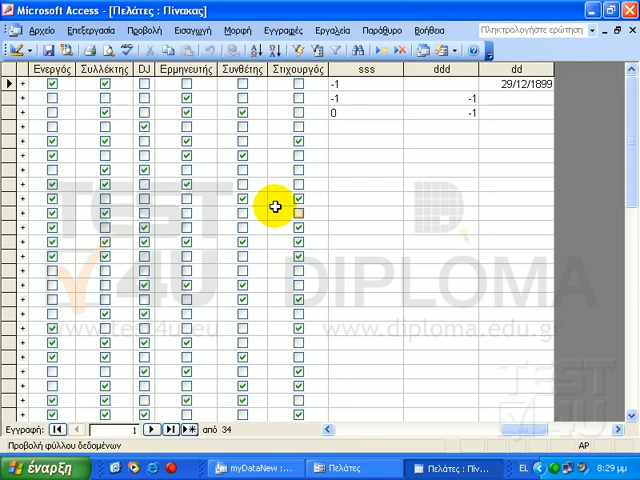 Microsoft Access - [Πελάτες : Πίνακας]
Αρχείο Επεξεργασία Προβολή Εισαγωγή Μορφή Εγγραφές Εργαλεία Παράθυρο Βοήθεια Πληκτρολογήστε ερώτηση
Ενεργός Συλλέκτης DJ Ερμηνευτής Συνθέτης Στιχουργός sss ddd dd
-1 29/12/1899
-1 -1
0 -1
TEST 4U DIPLOMA
www.test4u.eu www.diploma.edu.gr
TEST 4U
Εγγραφή: 1 από 34
Προβολή φύλλου δεδομένων ΑΡ
έναρξη myDataNew :... Πελάτες Πελάτες : Πίν... EL 8:29 μμ